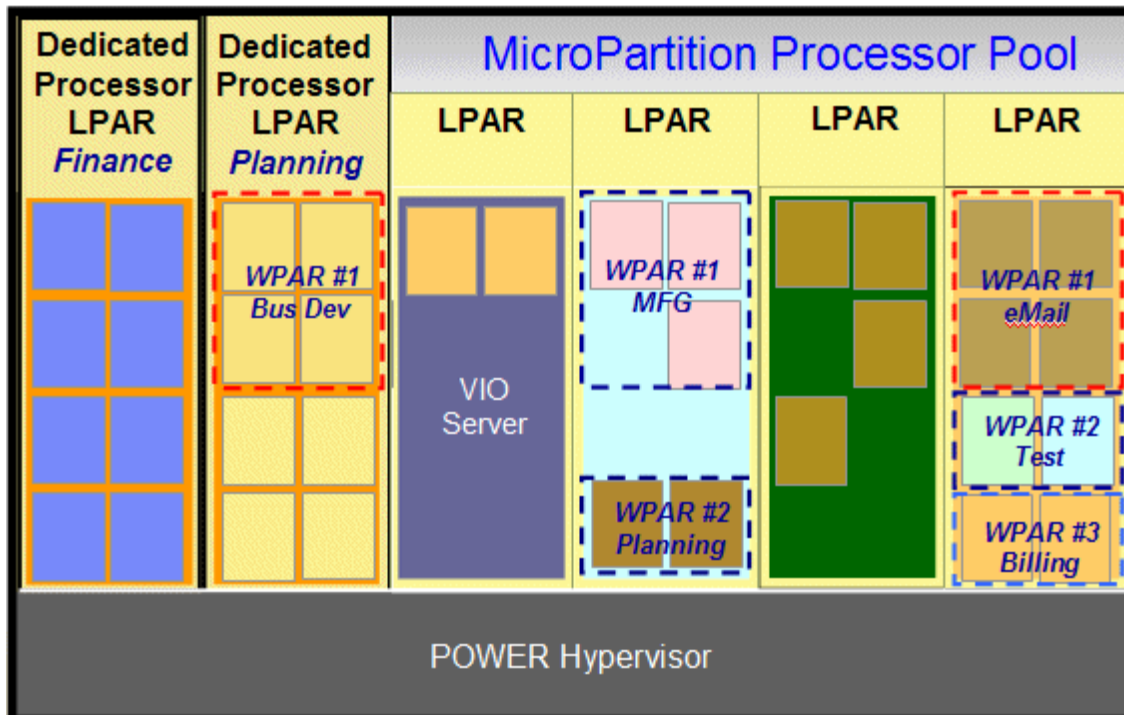 Dedicated
Processor
LPAR
Finance
Dedicated
Processor
LPAR
Planning
MicroPartition Processor Pool
LPAR
LPAR
LPAR
LPAR
WPAR #1
Bus Dev
VIO
Server
WPAR #1
MFG
WPAR #2
Planning
WPAR #1
eMail
WPAR #2
Test
WPAR #3
Billing
POWER Hypervisor